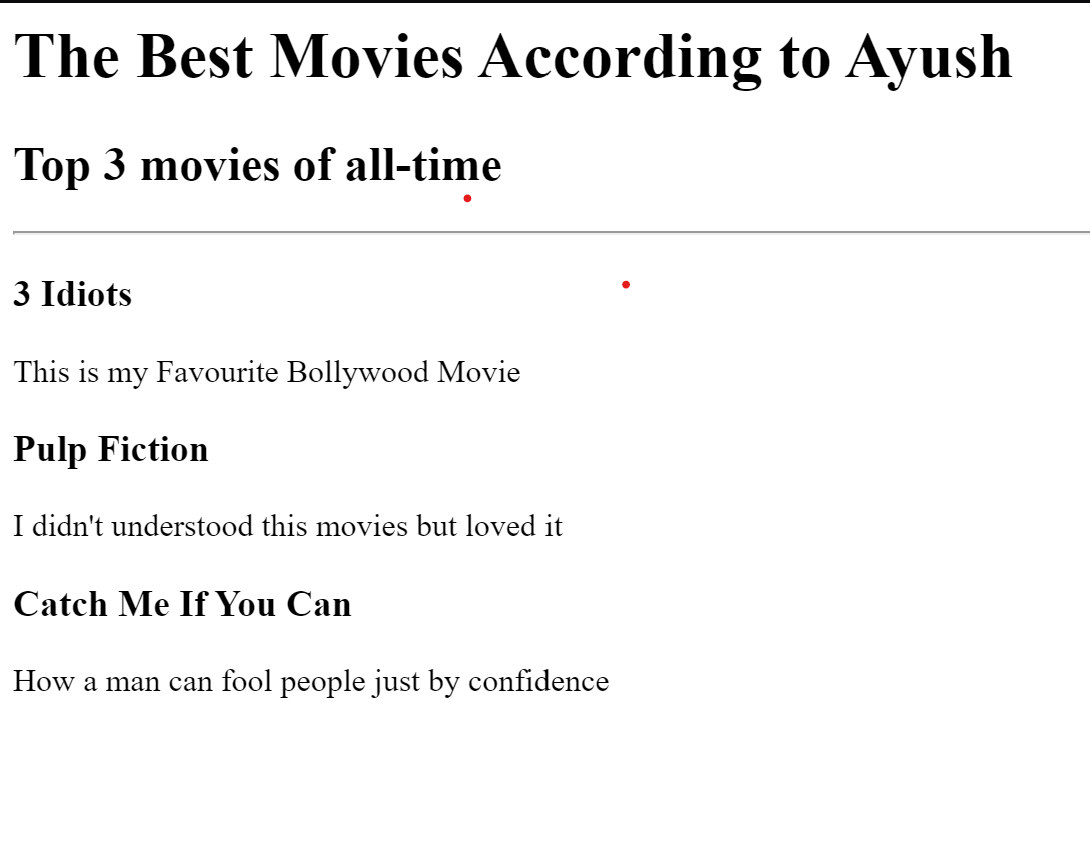 The Best Movies According to Ayush
Top 3 movies of all-time
3 Idiots
This is my Favourite Bollywood Movie
Pulp Fiction
I didn't understood this movies but loved it
Catch Me If You Can
How a man can fool people just by confidence